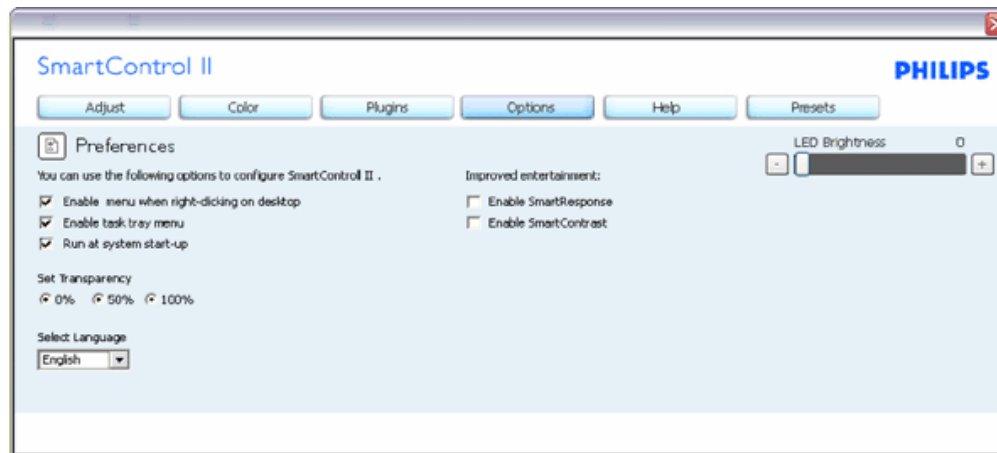 SmartControl II
PHILIPS
Adjust Color Plugins Options Help Presets
Preferences
LED Brightness 0
- +
You can use the following options to configure SmartControl II .
Enable menu when right-clicking on desktop
Enable task tray menu
Run at system start-up
Improved entertainment:
Enable SmartResponse
Enable SmartContrast
Set Transparency
0% 50% 100%
Select Language
English